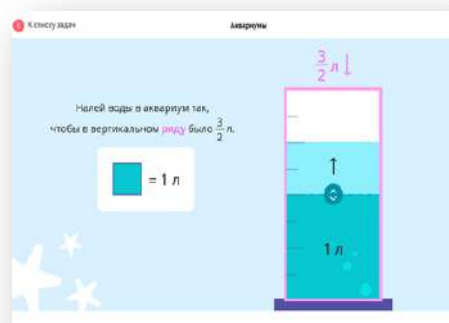 К списку задач
Аквариумы
3/2 л ↓
Налей воды в аквариум так,
чтобы в вертикальном ряду было 3/2 л.
= 1 л
↑
1 л